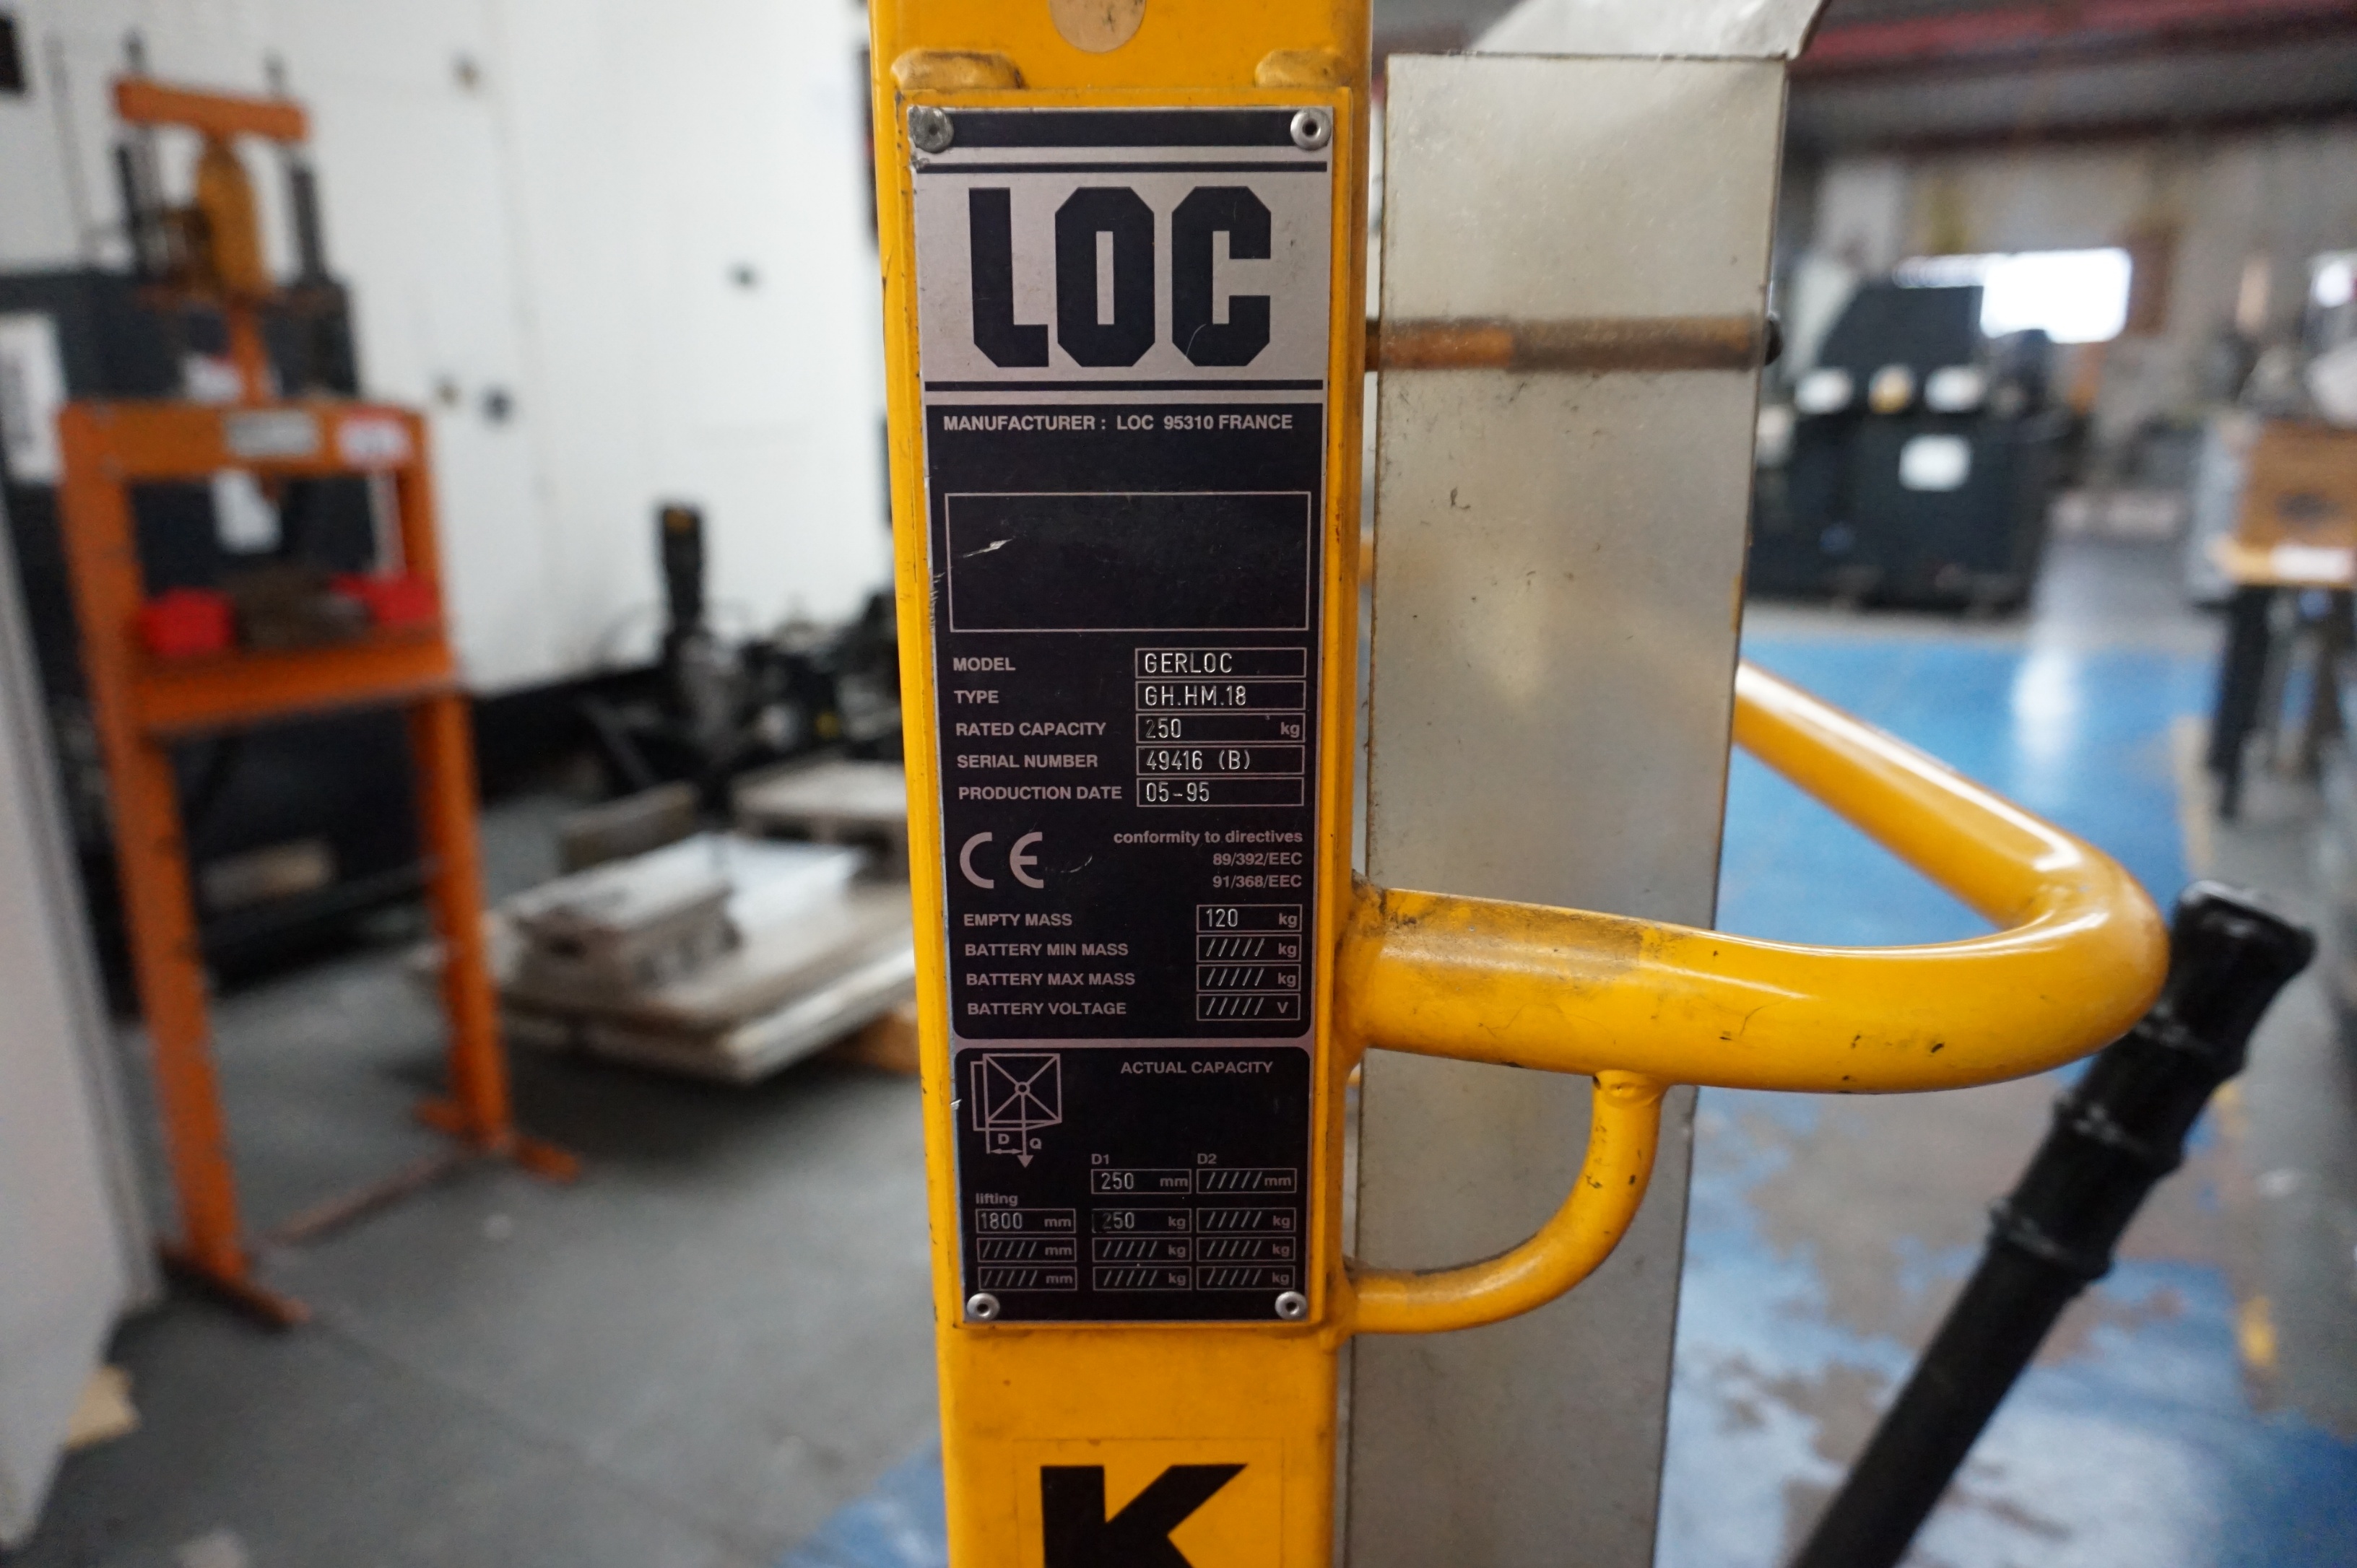 LOC
MANUFACTURER : LOC 95310 FRANCE
MODEL GERLOC
TYPE GH.HM.18
RATED CAPACITY 250 kg
SERIAL NUMBER 49416 (B)
PRODUCTION DATE 05-95
CE conformity to directives
89/392/EEC
91/368/EEC
EMPTY MASS 120 kg
BATTERY MIN MASS ///// kg
BATTERY MAX MASS ///// kg
BATTERY VOLTAGE ///// V
ACTUAL CAPACITY
D Q
D1 D2
250 mm /////mm
lifting
1800 mm 250 kg ///// kg
///// mm ///// kg ///// kg
///// mm ///// kg ///// kg
K